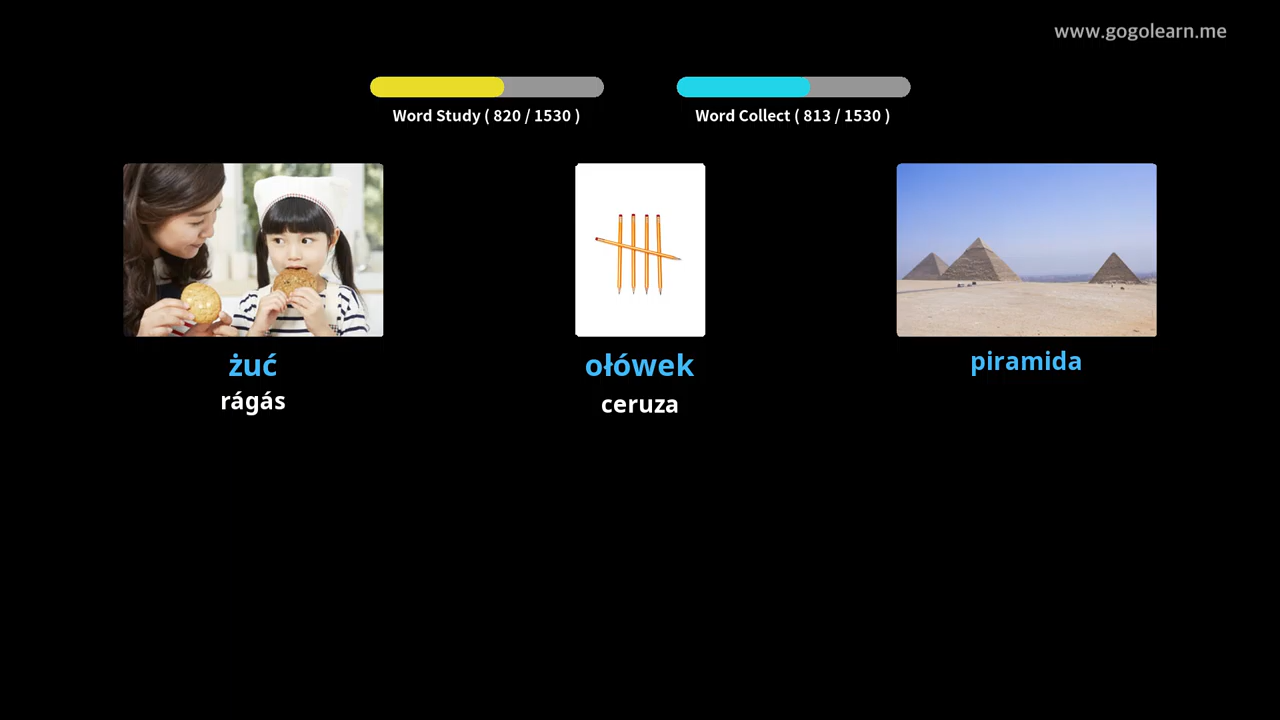 www.gogolearn.me
Word Study ( 820 / 1530 )
Word Collect ( 813 / 1530 )
żuć
rágás
ołówek
ceruza
piramida